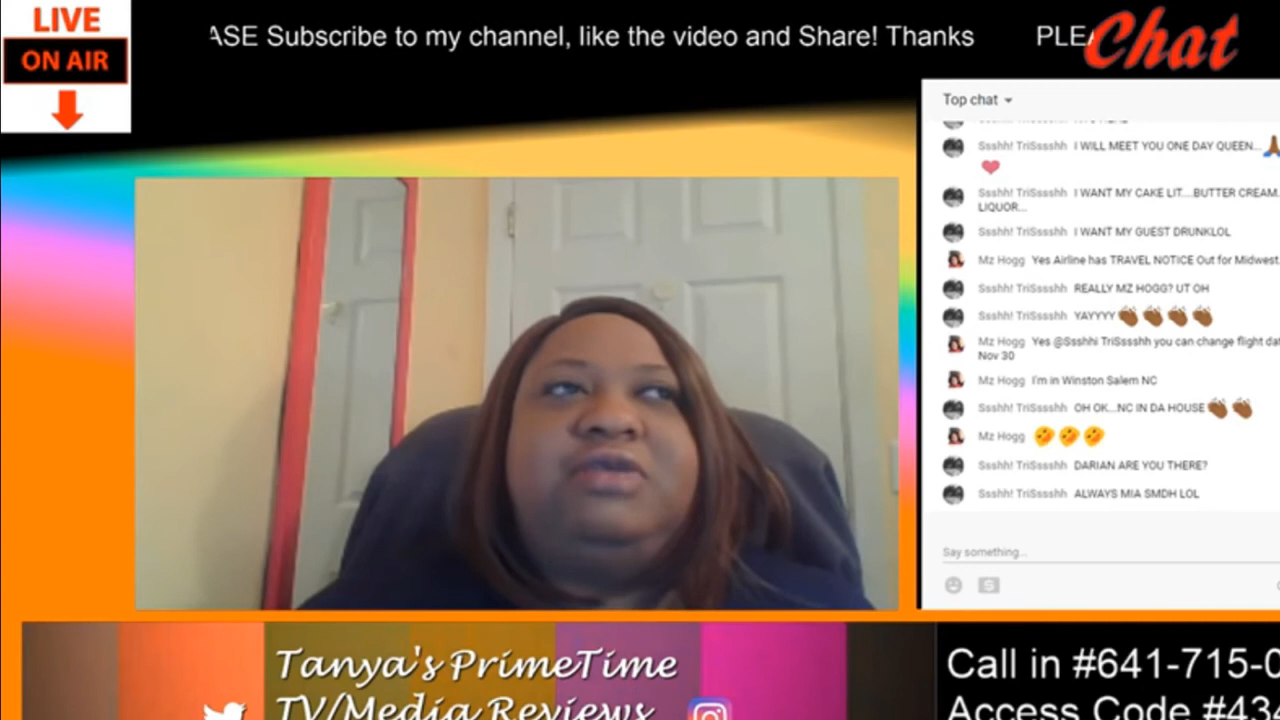 LIVE
ON AIR
ASE Subscribe to my channel, like the video and Share! Thanks PLEA
Chat
Top chat
Ssshh! TriSssshh I WILL MEET YOU ONE DAY QUEEN...
Ssshh! TriSssshh I WANT MY CAKE LIT....BUTTER CREAM.
LIQUOR...
Ssshh! TriSssshh I WANT MY GUEST DRUNKLOL
Mz Hogg Yes Airline has TRAVEL NOTICE Out for Midwest.
Ssshh! TriSssshh REALLY MZ HOGG? UT OH
Ssshh! TriSssshh YAYYYY
Mz Hogg Yes @Ssshhi TriSssshh you can change flight dat
Nov 30
Mz Hogg I'm in Winston Salem NC
Ssshh! TriSssshh OH OK...NC IN DA HOUSE
Mz Hogg
Ssshh! TriSssshh DARIAN ARE YOU THERE?
Ssshh! TriSssshh ALWAYS MIA SMDH LOL
Say something...
Tanya's PrimeTime
TV/Media Reviews
Call in #641-715-0
Access Code #434